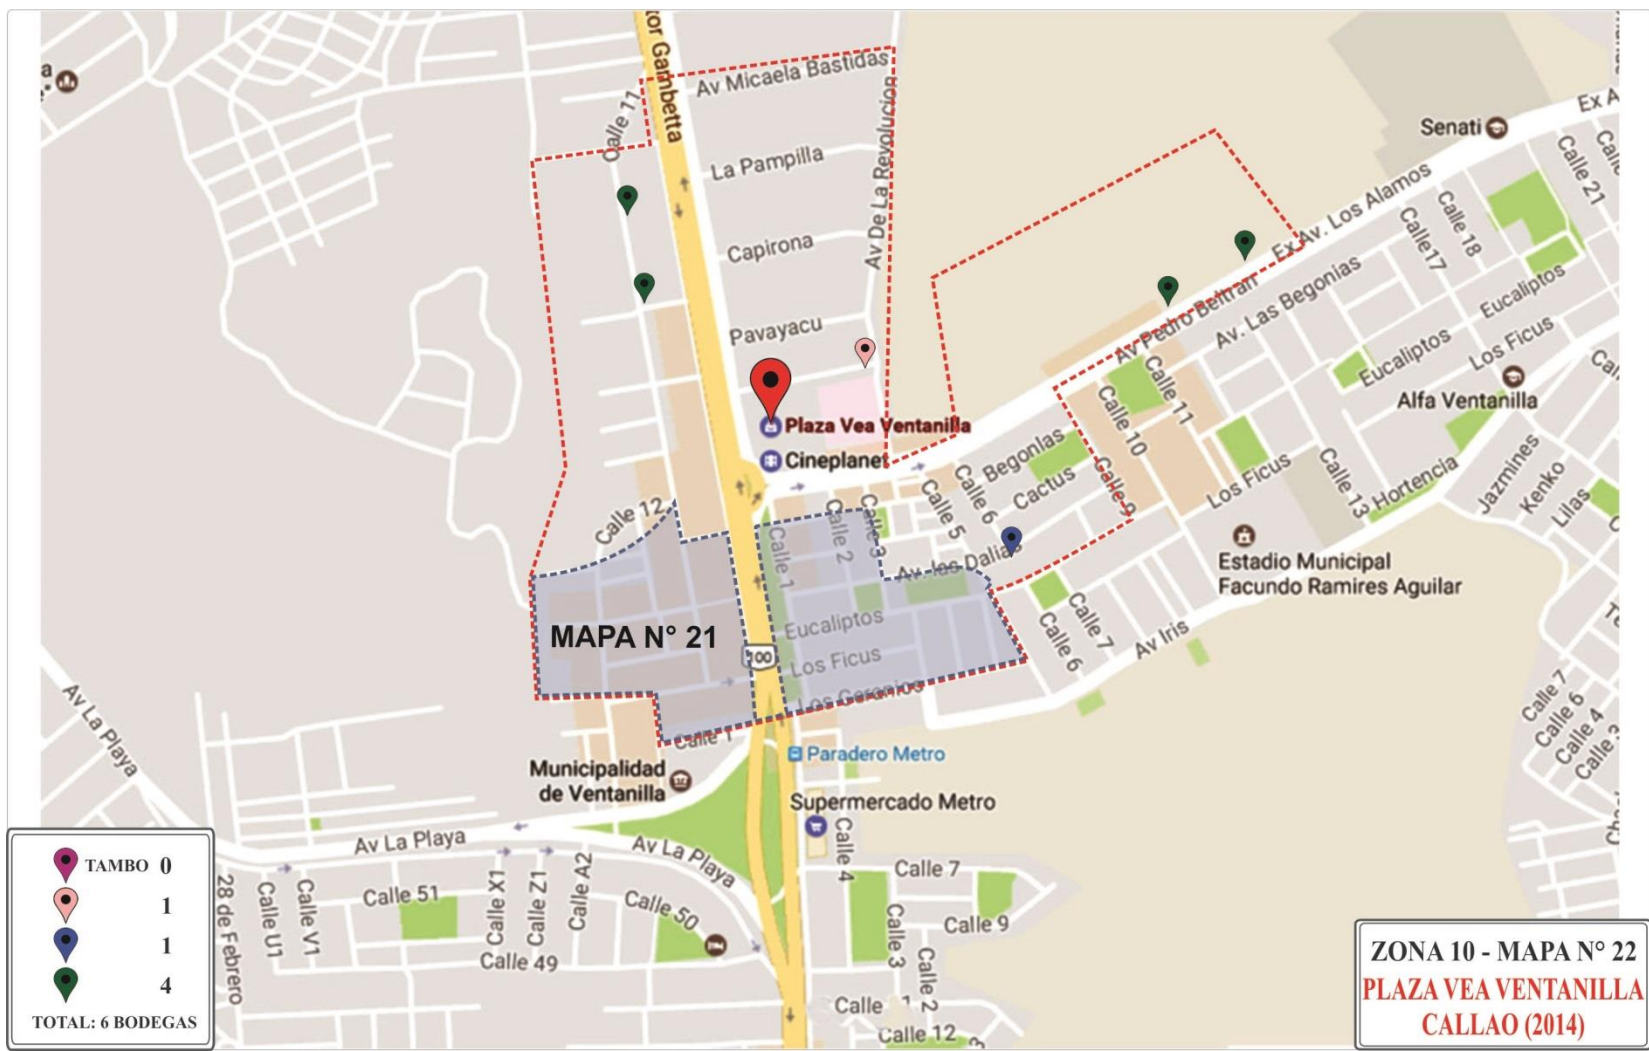 a
Av Micaela Bastidas
tor Gambetta
Calle 11
La Pampilla
Av De La Revolucion
Capirona
Pavayacu
Senati
Ex A
Calle 21
Ex Av. Los Alamos
Calle 18
Calle17
Av Pedro Beltran
Av. Las Begonias
Eucaliptos
Eucaliptos
Los Ficus
Alfa Ventanilla
Plaza Vea Ventanilla
Cineplanet
Calle 11
Calle 10
Begonias
Cactus
Calle 9
Calle 6
Calle 5
Calle 3
Calle 2
Calle 1
Calle 12
Los Ficus
Calle 13
Hortencia
Jazmines
Kenko
Lilas
Av. las Dalias
Estadio Municipal
Facundo Ramires Aguilar
MAPA N° 21
Eucaliptos
Los Ficus
Los Geranios
100
Calle 7
Calle 6
Av Iris
Calle 1
Calle 7
Calle 6
Calle 4
Calle 3
Av La Playa
Municipalidad
de Ventanilla
Paradero Metro
Supermercado Metro
Calle 4
Av La Playa
Av La Playa
Calle 7
Calle 9
Calle 3
Calle 2
Calle 12
Calle 51
Calle 50
Calle 49
Calle X1
Calle Z1
Calle A2
28 de Febrero
Calle U1
Calle V1
TAMBO 0
1
1
4
TOTAL: 6 BODEGAS
ZONA 10 - MAPA N° 22
PLAZA VEA VENTANILLA
CALLAO (2014)